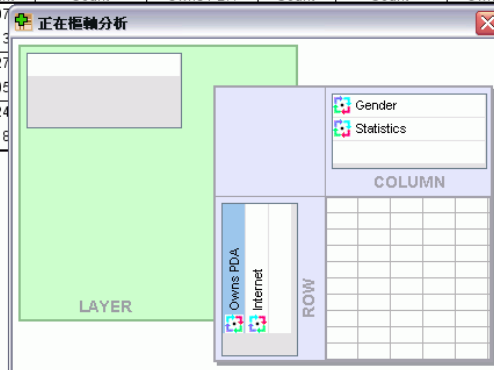 正在樞軸分析
Gender
Statistics
COLUMN
Owns PDA
Internet
ROW
LAYER